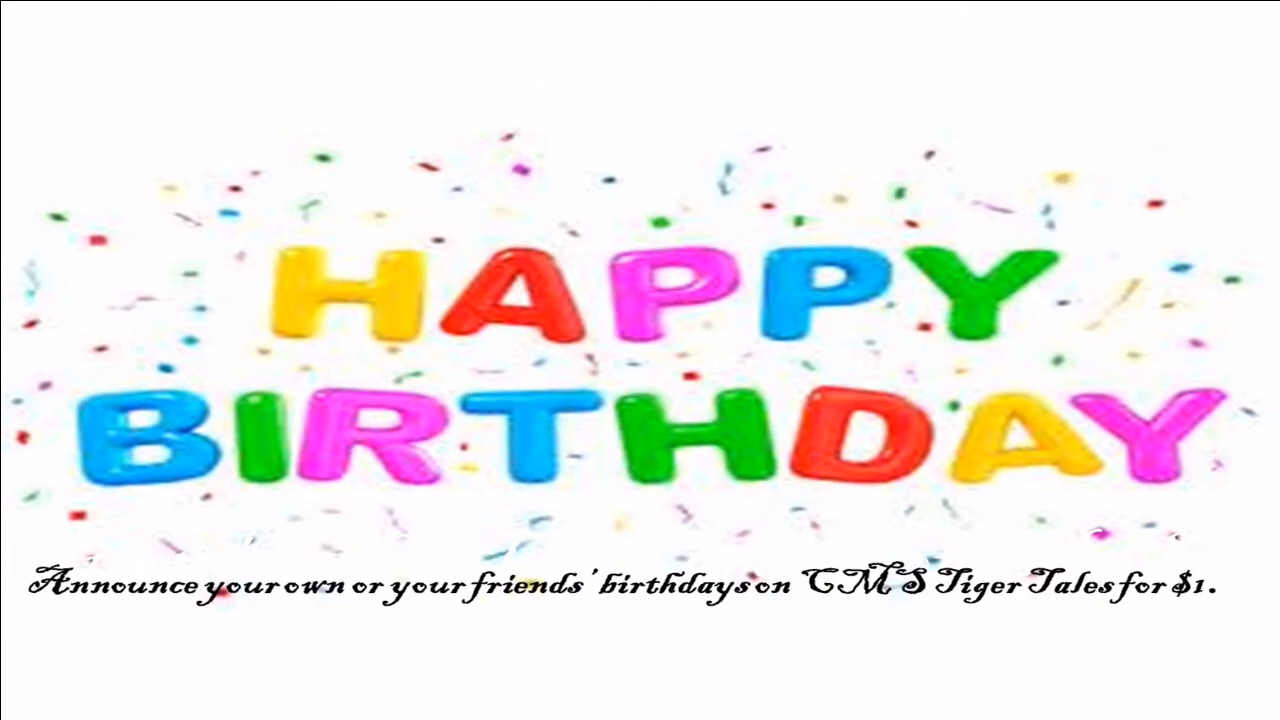 HAPPY
BIRTHDAY
Announce your own or your friends' birthdays on CMS Tiger Tales for $1.